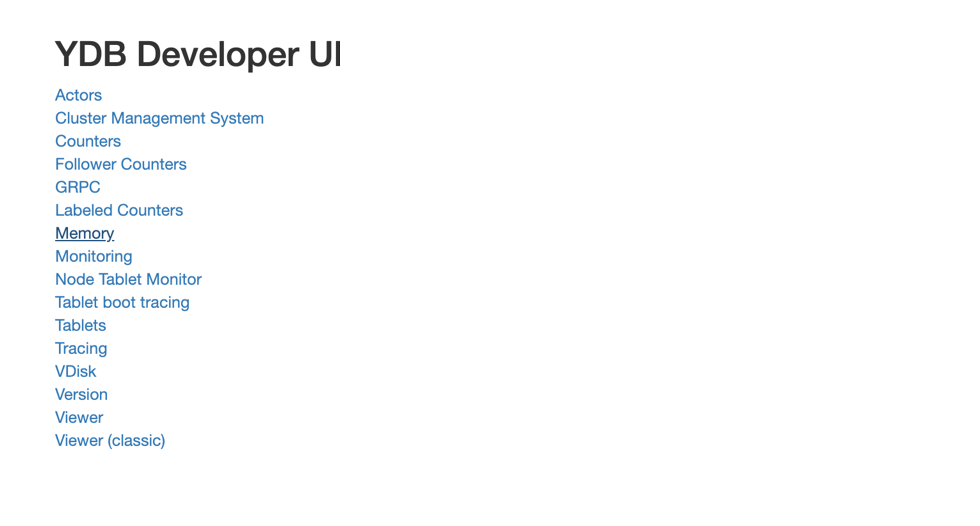 YDB Developer UI
Actors
Cluster Management System
Counters
Follower Counters
GRPC
Labeled Counters
Memory
Monitoring
Node Tablet Monitor
Tablet boot tracing
Tablets
Tracing
VDisk
Version
Viewer
Viewer (classic)